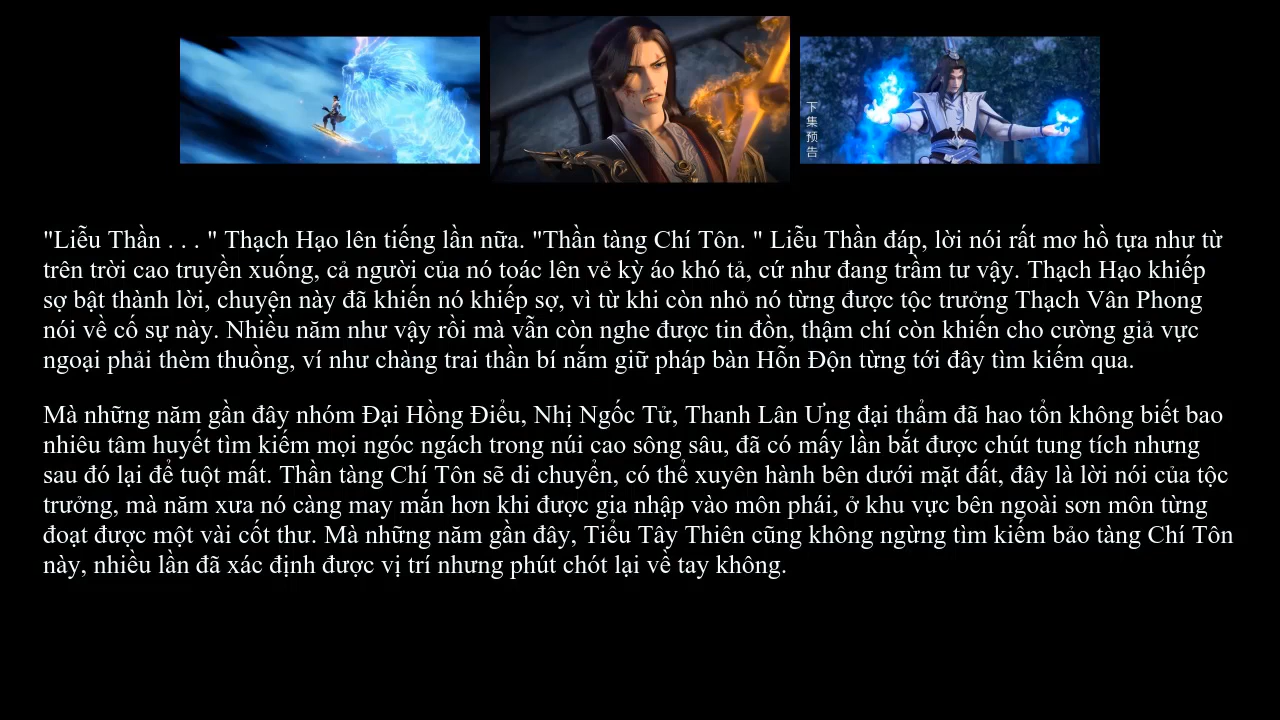 下集预告
"Liễu Thần . . . " Thạch Hạo lên tiếng lần nữa. "Thần tàng Chí Tôn. " Liễu Thần đáp, lời nói rất mơ hồ tựa như từ
trên trời cao truyền xuống, cả người của nó toác lên vẻ kỳ áo khó tả, cứ như đang trầm tư vậy. Thạch Hạo khiếp
sợ bật thành lời, chuyện này đã khiến nó khiếp sợ, vì từ khi còn nhỏ nó từng được tộc trưởng Thạch Vân Phong
nói về cố sự này. Nhiều năm như vậy rồi mà vẫn còn nghe được tin đồn, thậm chí còn khiến cho cường giả vực
ngoại phải thèm thuồng, ví như chàng trai thần bí nắm giữ pháp bàn Hỗn Độn từng tới đây tìm kiếm qua.
Mà những năm gần đây nhóm Đại Hồng Điểu, Nhị Ngốc Tử, Thanh Lân Ưng đại thẩm đã hao tổn không biết bao
nhiêu tâm huyết tìm kiếm mọi ngóc ngách trong núi cao sông sâu, đã có mấy lần bắt được chút tung tích nhưng
sau đó lại để tuột mất. Thần tàng Chí Tôn sẽ di chuyển, có thể xuyên hành bên dưới mặt đất, đây là lời nói của tộc
trưởng, mà năm xưa nó càng may mắn hơn khi được gia nhập vào môn phái, ở khu vực bên ngoài sơn môn từng
đoạt được một vài cốt thư. Mà những năm gần đây, Tiểu Tây Thiên cũng không ngừng tìm kiếm bảo tàng Chí Tôn
này, nhiều lần đã xác định được vị trí nhưng phút chót lại về tay không.